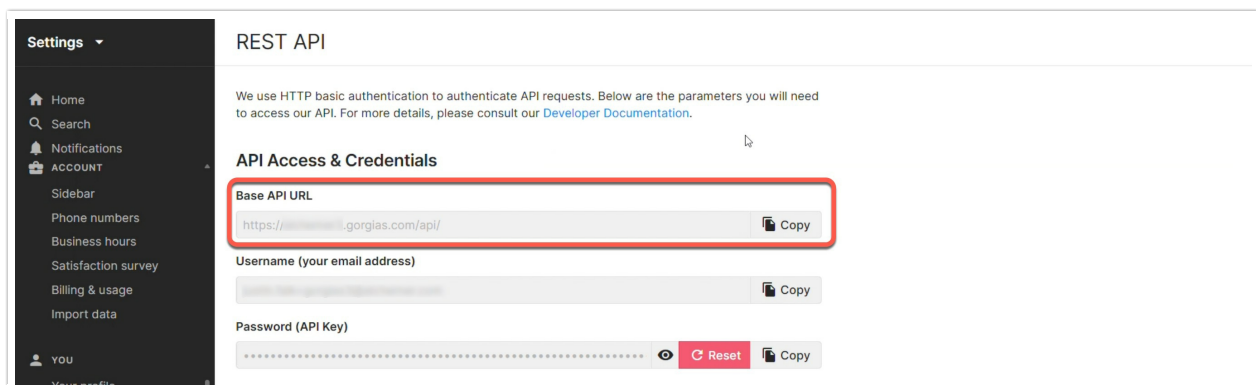 Settings
Home
Search
Notifications
ACCOUNT
Sidebar
Phone numbers
Business hours
Satisfaction survey
Billing & usage
Import data
YOU
Your profile
REST API
We use HTTP basic authentication to authenticate API requests. Below are the parameters you will need
to access our API. For more details, please consult our Developer Documentation.
API Access & Credentials
Base API URL
https:// .gorgias.com/api/ Copy
Username (your email address)
Copy
Password (API Key)
Reset Copy